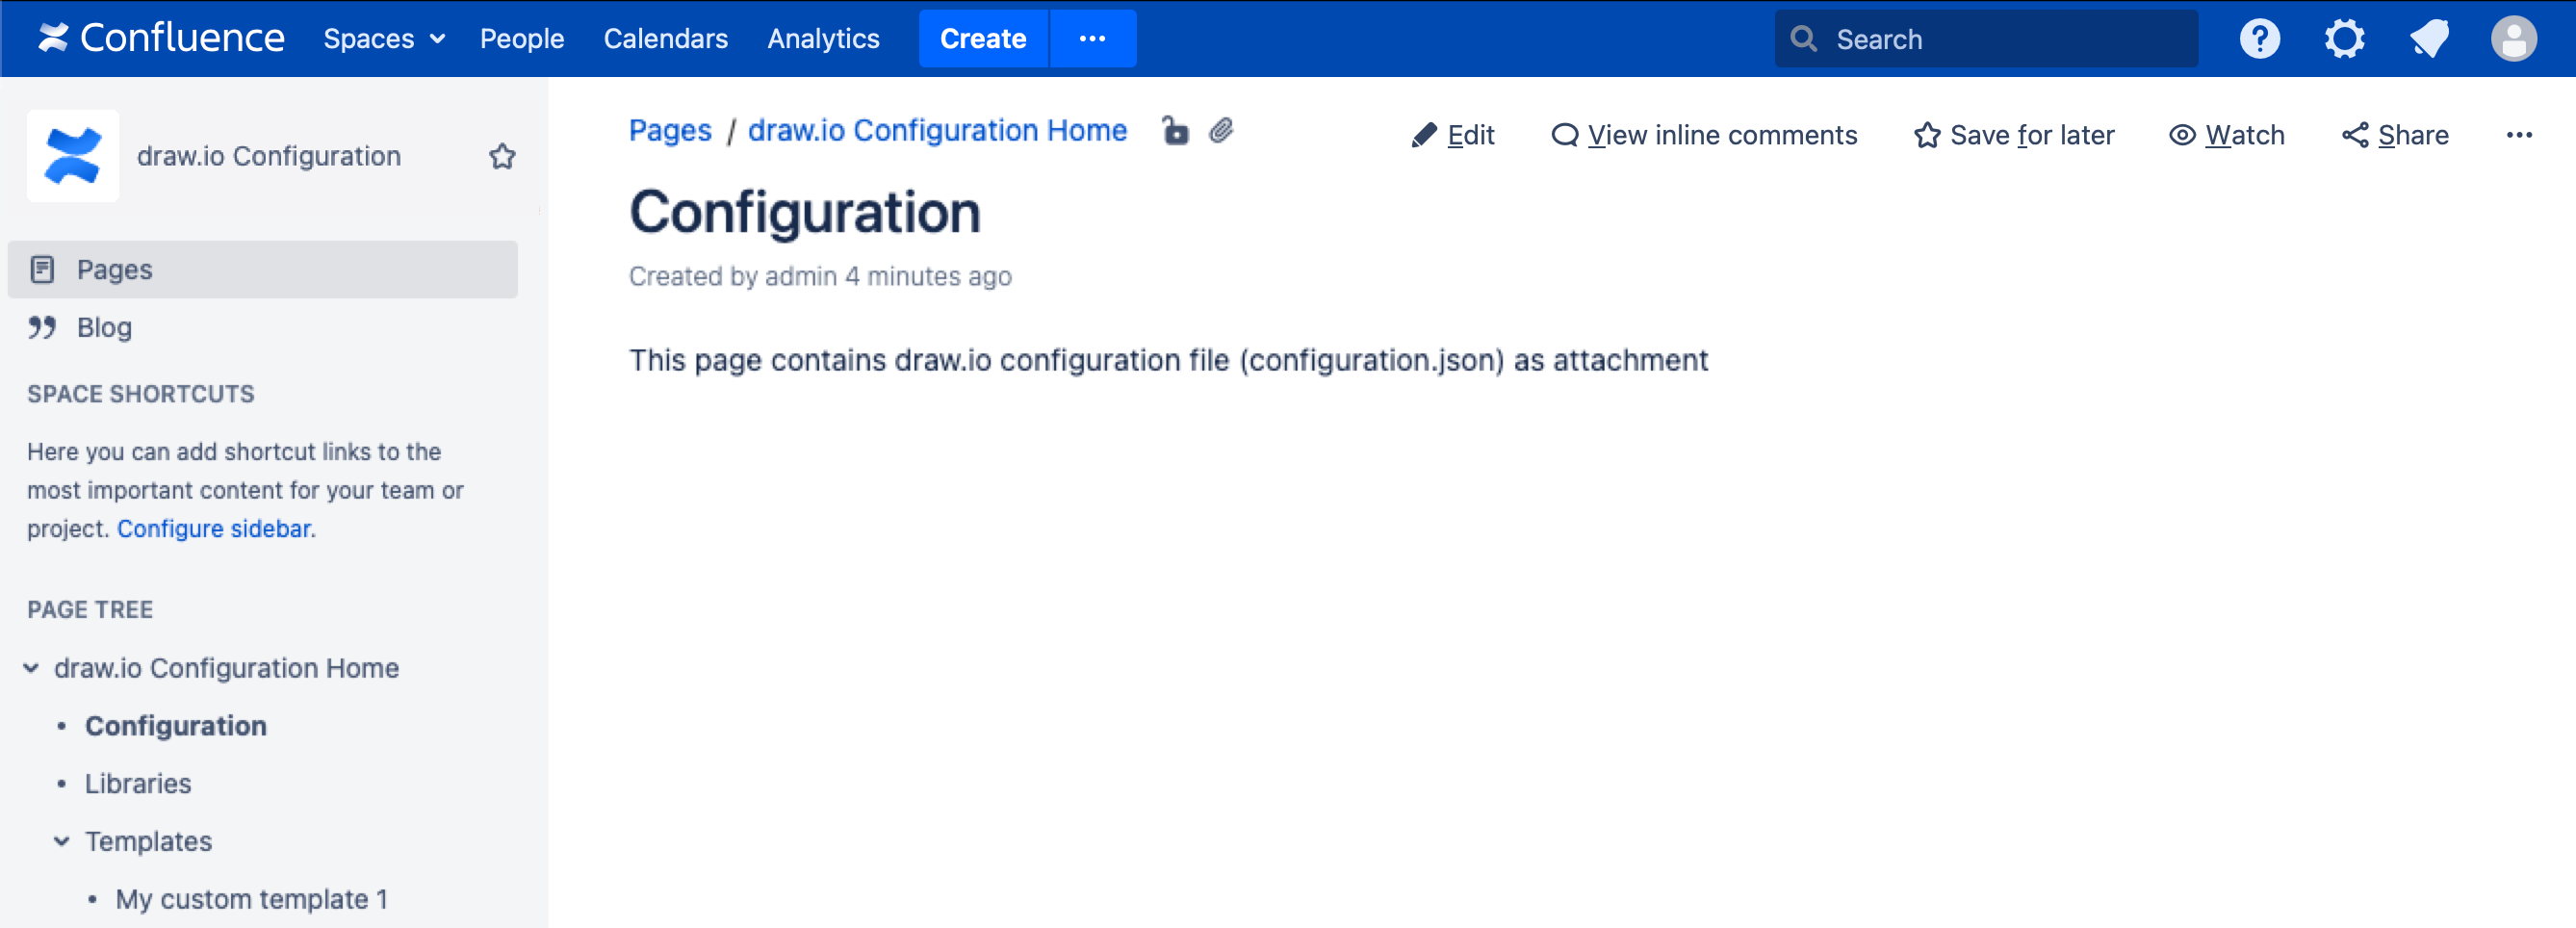 Confluence Spaces People Calendars Analytics Create ··· Search
draw.io Configuration
Pages
Blog
SPACE SHORTCUTS
Here you can add shortcut links to the
most important content for your team or
project. Configure sidebar.
PAGE TREE
draw.io Configuration Home
• Configuration
• Libraries
Templates
• My custom template 1
Pages / draw.io Configuration Home
Edit View inline comments Save for later Watch Share ···
Configuration
Created by admin 4 minutes ago
This page contains draw.io configuration file (configuration.json) as attachment